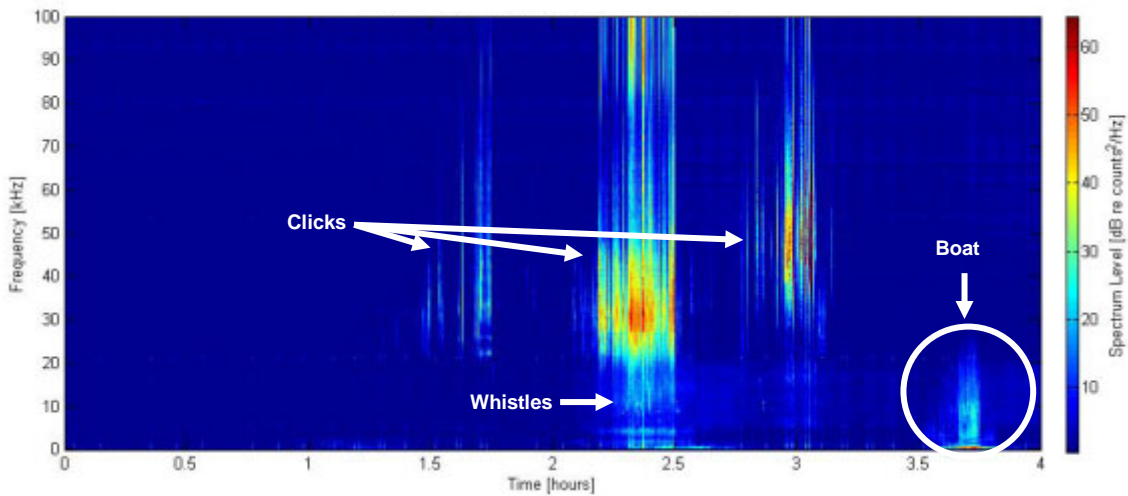 100
90
80
70
60
50
40
30
20
10
0
Frequency [kHz]
Clicks
Whistles
Boat
0 0.5 1 1.5 2 2.5 3 3.5 4
Time [hours]
60
50
40
30
20
10
Spectrum Level [dB re counts²/Hz]